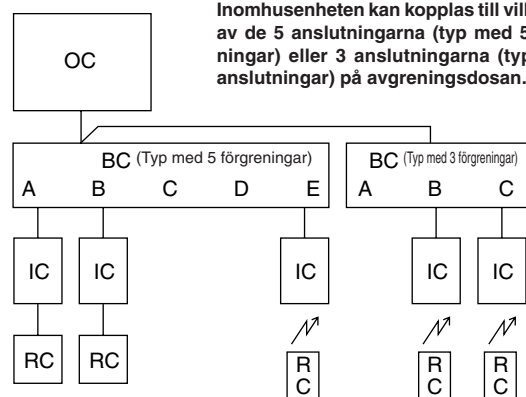 Inomhusenheten kan kopplas till vill
av de 5 anslutningarna (typ med 5
ningar) eller 3 anslutningarna (typ
anslutningar) på avgreningsdosan.
OC
BC (Typ med 5 förgreningar)
A B C D E
BC (Typ med 3 förgreningar)
A B C
IC IC IC IC IC
RC RC
R R R
C C C